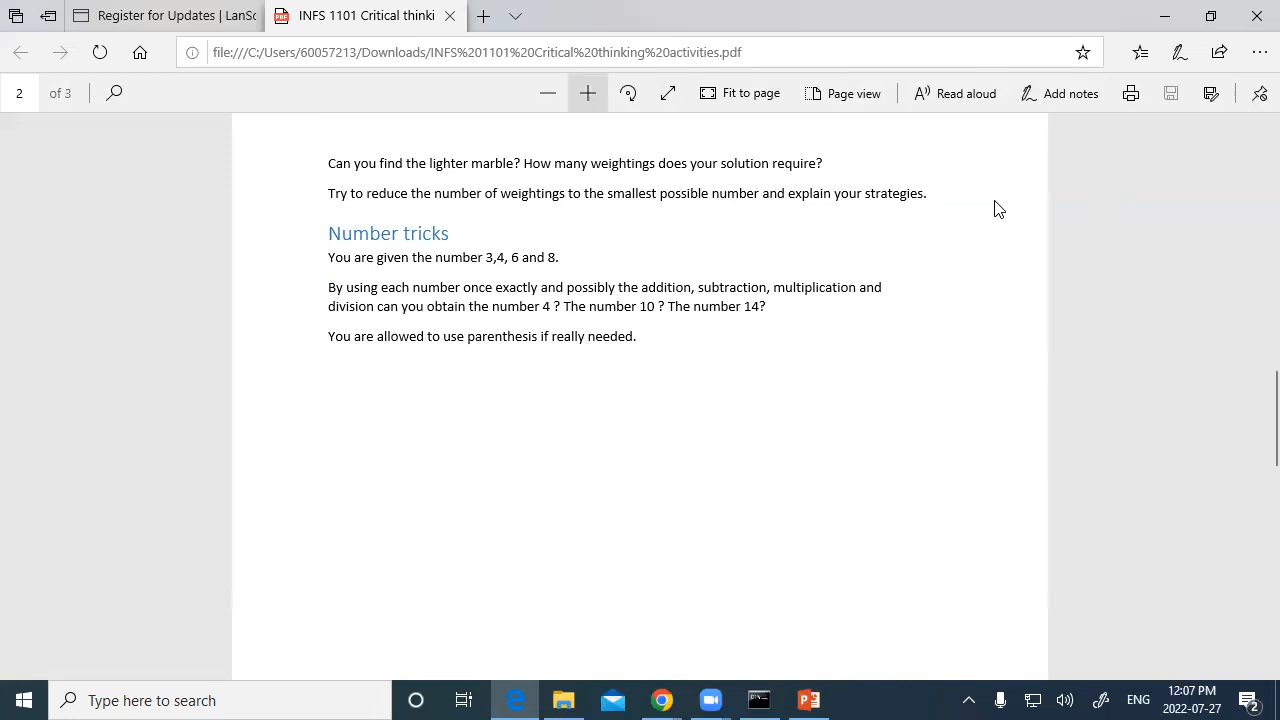 Register for Updates | LanSc
INFS 1101 Critical thinki
file:///C:/Users/60057213/Downloads/INFS%201101%20Critical%20thinking%20activities.pdf
2 of 3
Fit to page
Page view
Read aloud
Add notes
Can you find the lighter marble? How many weightings does your solution require?
Try to reduce the number of weightings to the smallest possible number and explain your strategies.
Number tricks
You are given the number 3,4, 6 and 8.
By using each number once exactly and possibly the addition, subtraction, multiplication and
division can you obtain the number 4 ? The number 10 ? The number 14?
You are allowed to use parenthesis if really needed.
Type here to search
ENG
12:07 PM
2022-07-27
2